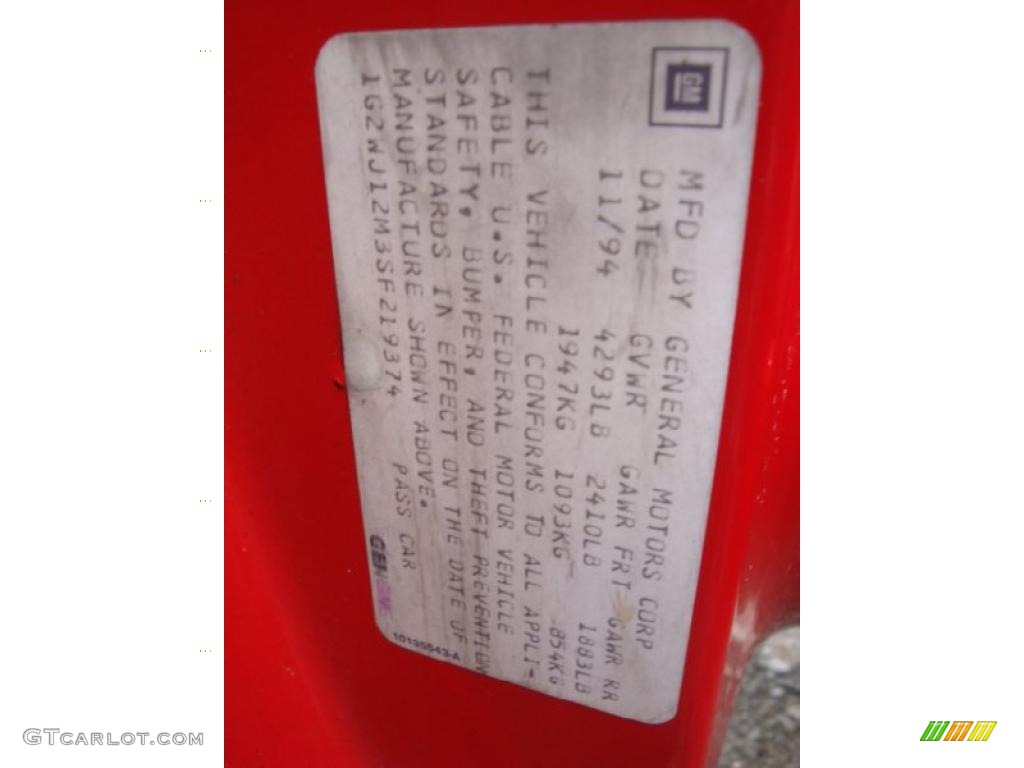 GM
MFD BY GENERAL MOTORS CORP
DATE GVWR GAWR FRT GAWR RR
11/94 4293LB 2410LB 1883LB
1947KG 1093KG 854KG
THIS VEHICLE CONFORMS TO ALL APPLI-
CABLE U.S. FEDERAL MOTOR VEHICLE
SAFETY, BUMPER, AND THEFT PREVENTION
STANDARDS IN EFFECT ON THE DATE OF
MANUFACTURE SHOWN ABOVE.
1G2WJ12M3SF219374 PASS CAR
10135543-A
GTCARLOT.COM